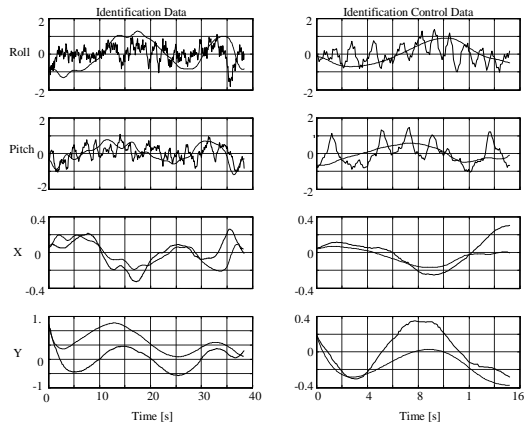 Identification Data
Identification Control Data
2
Roll
0
-2
2
0
-2
2
Pitch
0
-2
2
0
-2
0.4
X
0
-0.4
0.4
0
-0.4
1.
Y
0
-1
0.4
0
-0.4
0 10 20 30 40
0 4 8 1 16
Time [s]
Time [s]